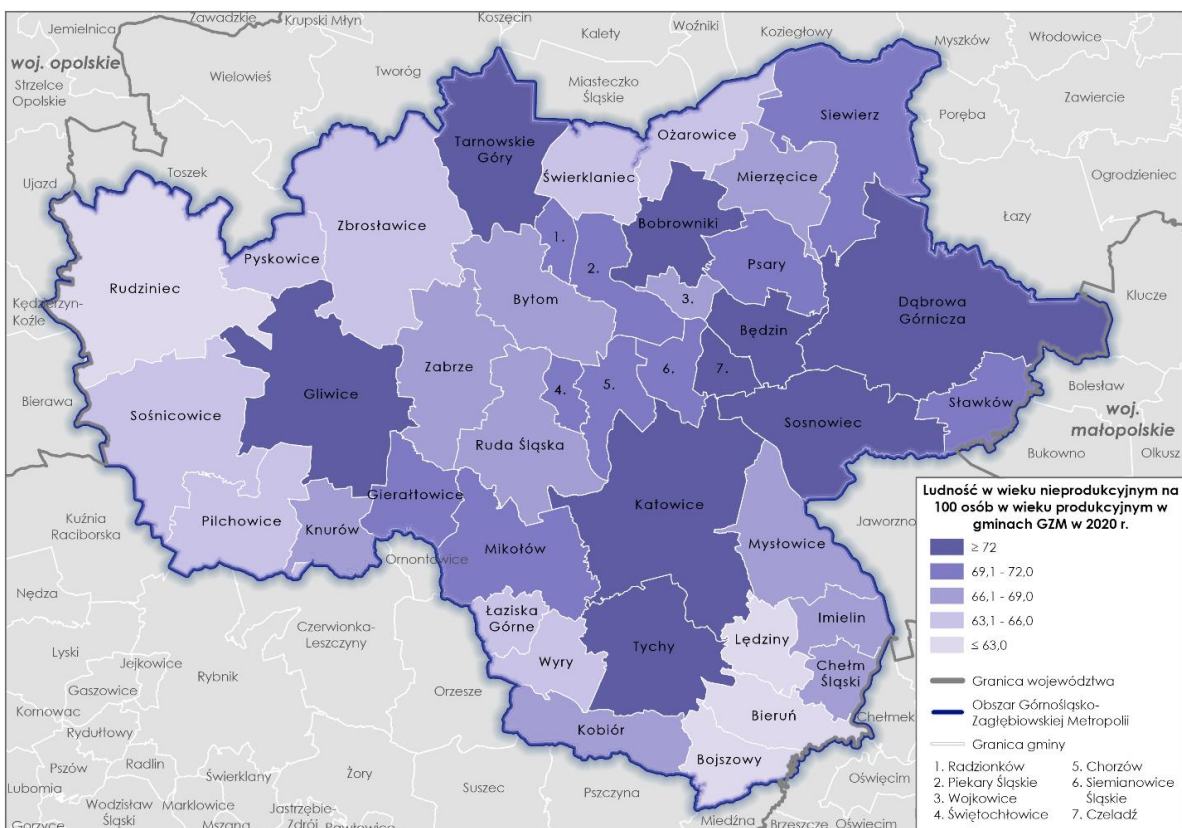 Jemielnica
Zawadzkie
Krupski Młyn
Koszęcin
Kalety
Woźniki
Koziegłowy
Myszków
Włodowice
woj. opolskie
Strzelce
Opolskie
Wielowieś
Tworóg
Miasteczko
Śląskie
Siewierz
Poręba
Zawiercie
Tarnowskie
Góry
Ożarowice
Ujazd
Toszek
Świerklaniec
Mierzęcice
Ogrodzieniec
Zbrosławice
Bobrowniki
Łazy
Pyskowice
1.
2.
Psary
Rudziniec
Bytom
3.
Kędzierzyn-
Koźle
Dąbrowa
Górnicza
Klucze
Będzin
Zabrze
6.
7.
Bierawa
Gliwice
4.
5.
Bolesław
Sośnicowice
Sosnowiec
Sławków
woj.
małopolskie
Ruda Śląska
Bukowno
Olkusz
Gierałtowice
Katowice
Kuźnia
Raciborska
Pilchowice
Knurów
Jaworzno
Mikołów
Mysłowice
Ornontowice
Nędza
Łaziska
Górne
Imielin
Czerwionka-
Leszczyny
Lędziny
Tychy
Lyski
Jejkowice
Rybnik
Wyry
Chełm
Śląski
Gaszowice
Orzesze
Kornowac
Rydułtowy
Bieruń
Chełmek
Kobiór
Pszów
Radlin
Bojszowy
Lubomia
Świerklany
Żory
Suszec
Pszczyna
Oświęcim
Wodzisław
Śląski
Marklowice
Jastrzębie-
Zdrój
Pawłowice
Gorzyce
Mszana
Miedźna
Brzeszcze
Oświęcim
Ludność w wieku nieprodukcyjnym na
100 osób w wieku produkcyjnym w
gminach GZM w 2020 r.
≥ 72
69,1 - 72,0
66,1 - 69,0
63,1 - 66,0
≤ 63,0
Granica województwa
Obszar Górnośląsko-
Zagłębiowskiej Metropolii
Granica gminy
1. Radzionków
2. Piekary Śląskie
3. Wojkowice
4. Świętochłowice
5. Chorzów
6. Siemianowice
Śląskie
7. Czeladź